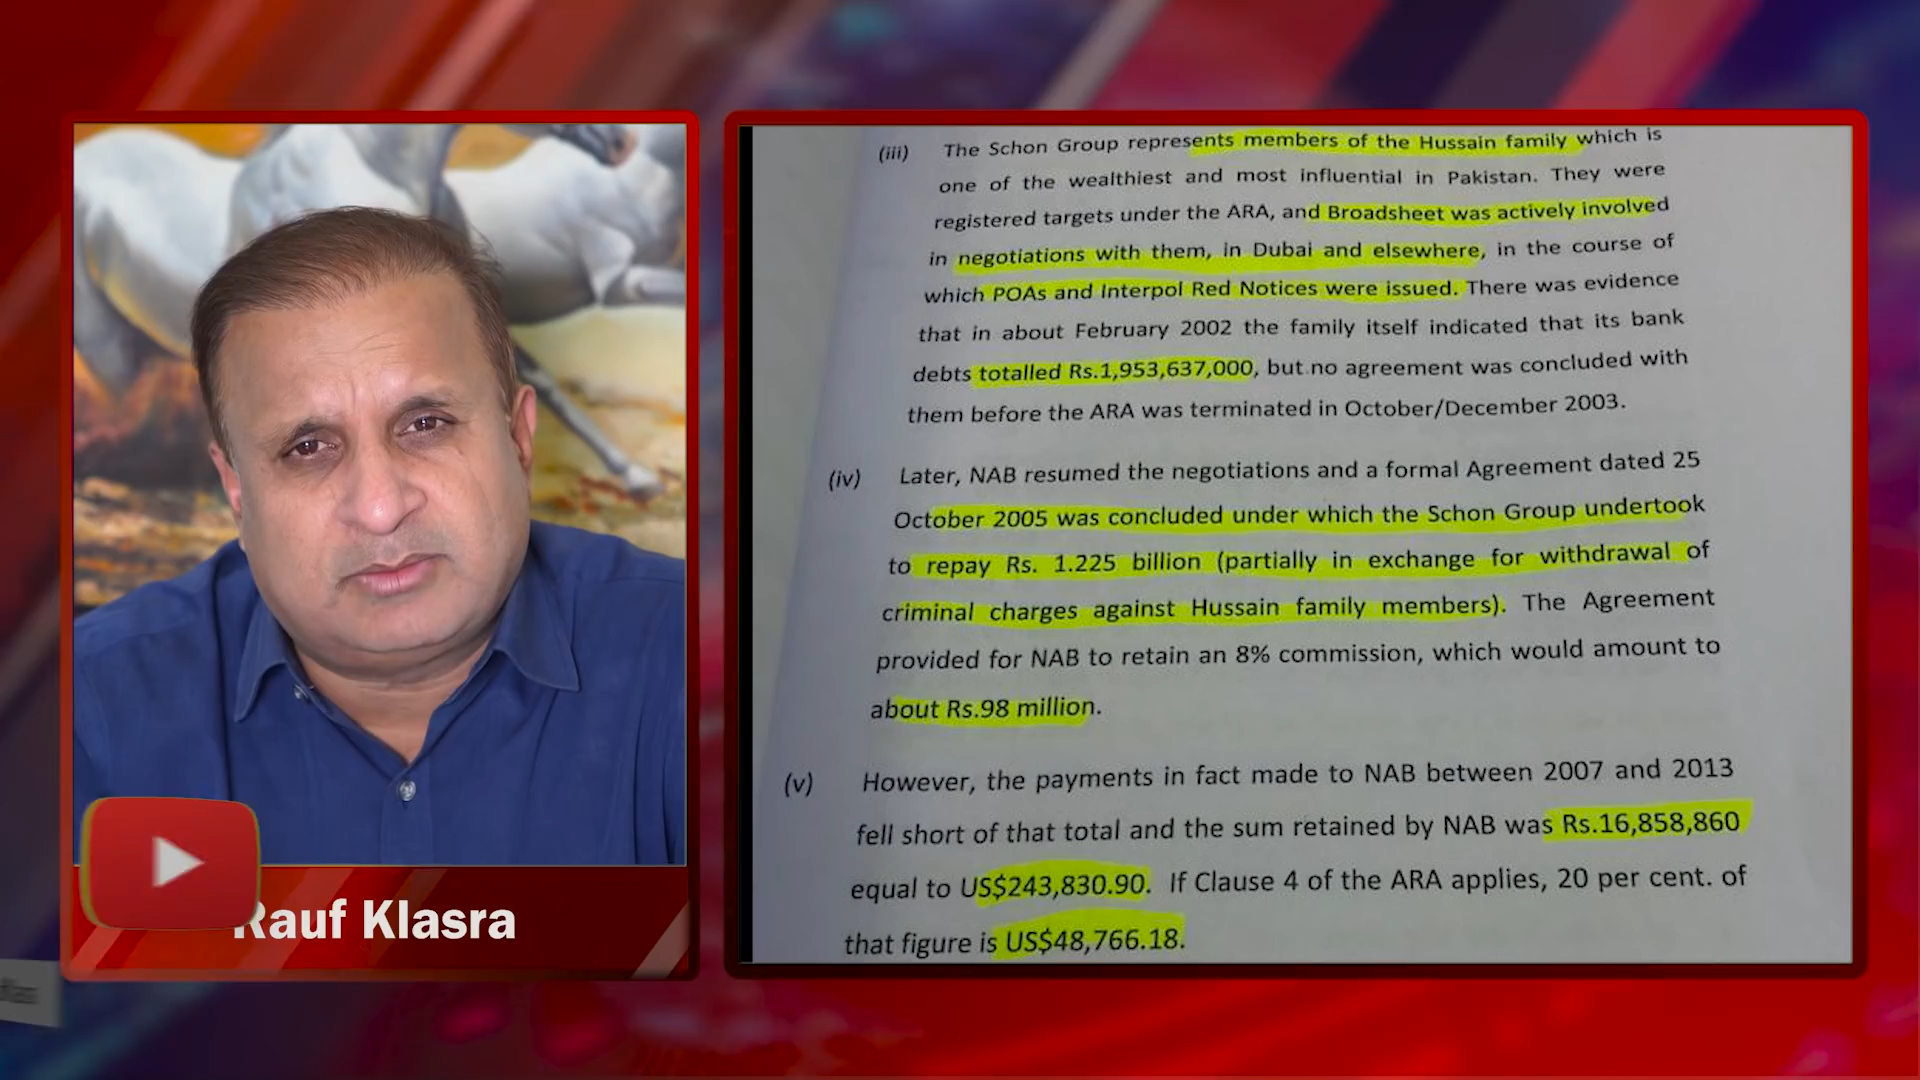 (iii) The Schon Group represents members of the Hussain family which is
one of the wealthiest and most influential in Pakistan. They were
registered targets under the ARA, and Broadsheet was actively involved
in negotiations with them, in Dubai and elsewhere, in the course of
which POAs and Interpol Red Notices were issued. There was evidence
that in about February 2002 the family itself indicated that its bank
debts totalled Rs.1,953,637,000, but no agreement was concluded with
them before the ARA was terminated in October/December 2003.
(iv) Later, NAB resumed the negotiations and a formal Agreement dated 25
October 2005 was concluded under which the Schon Group undertook
to repay Rs. 1.225 billion (partially in exchange for withdrawal of
criminal charges against Hussain family members). The Agreement
provided for NAB to retain an 8% commission, which would amount to
about Rs.98 million.
(v) However, the payments in fact made to NAB between 2007 and 2013
fell short of that total and the sum retained by NAB was Rs.16,858,860
equal to US$243,830.90. If Clause 4 of the ARA applies, 20 per cent. of
that figure is US$48,766.18.
Rauf Klasra